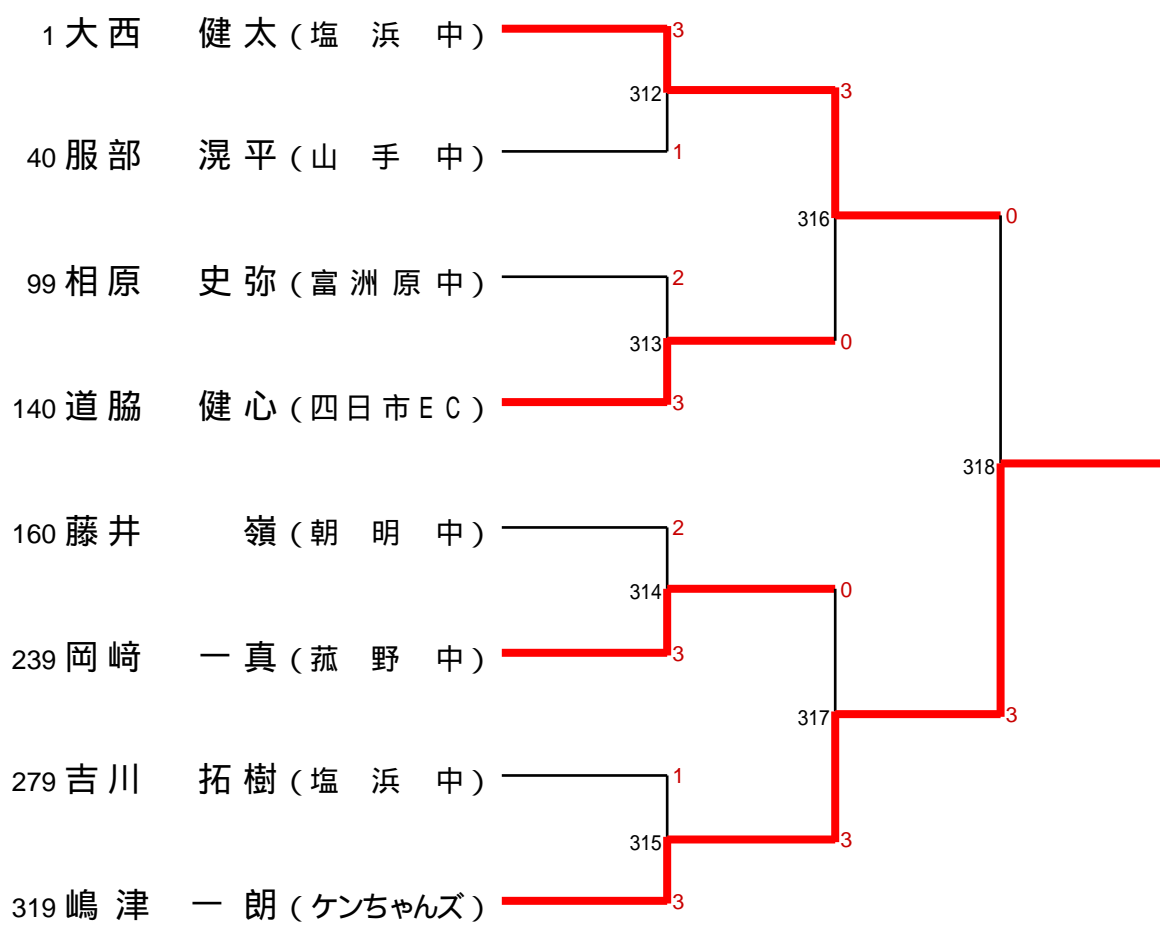 1 大西 健太 (塩浜中) 3
312 3
40 服部 滉平 (山手中) 1
316 0
99 相原 史弥 (富洲原中) 2
313 0
140 道脇 健心 (四日市EC) 3
318
160 藤井 嶺 (朝明中) 2
314 0
239 岡﨑 一真 (菰野中) 3
317 3
279 吉川 拓樹 (塩浜中) 1
315 3
319 嶋津 一朗 (ケンちゃんズ) 3